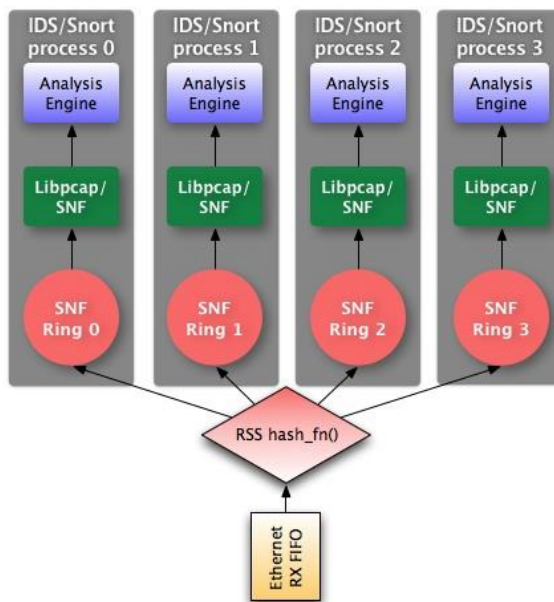 IDS/Snort
process 0
IDS/Snort
process 1
IDS/Snort
process 2
IDS/Snort
process 3
Analysis
Engine
Analysis
Engine
Analysis
Engine
Analysis
Engine
Libpcap/
SNF
Libpcap/
SNF
Libpcap/
SNF
Libpcap/
SNF
SNF
Ring 0
SNF
Ring 1
SNF
Ring 2
SNF
Ring 3
RSS hash_fn()
Ethernet
RX FIFO